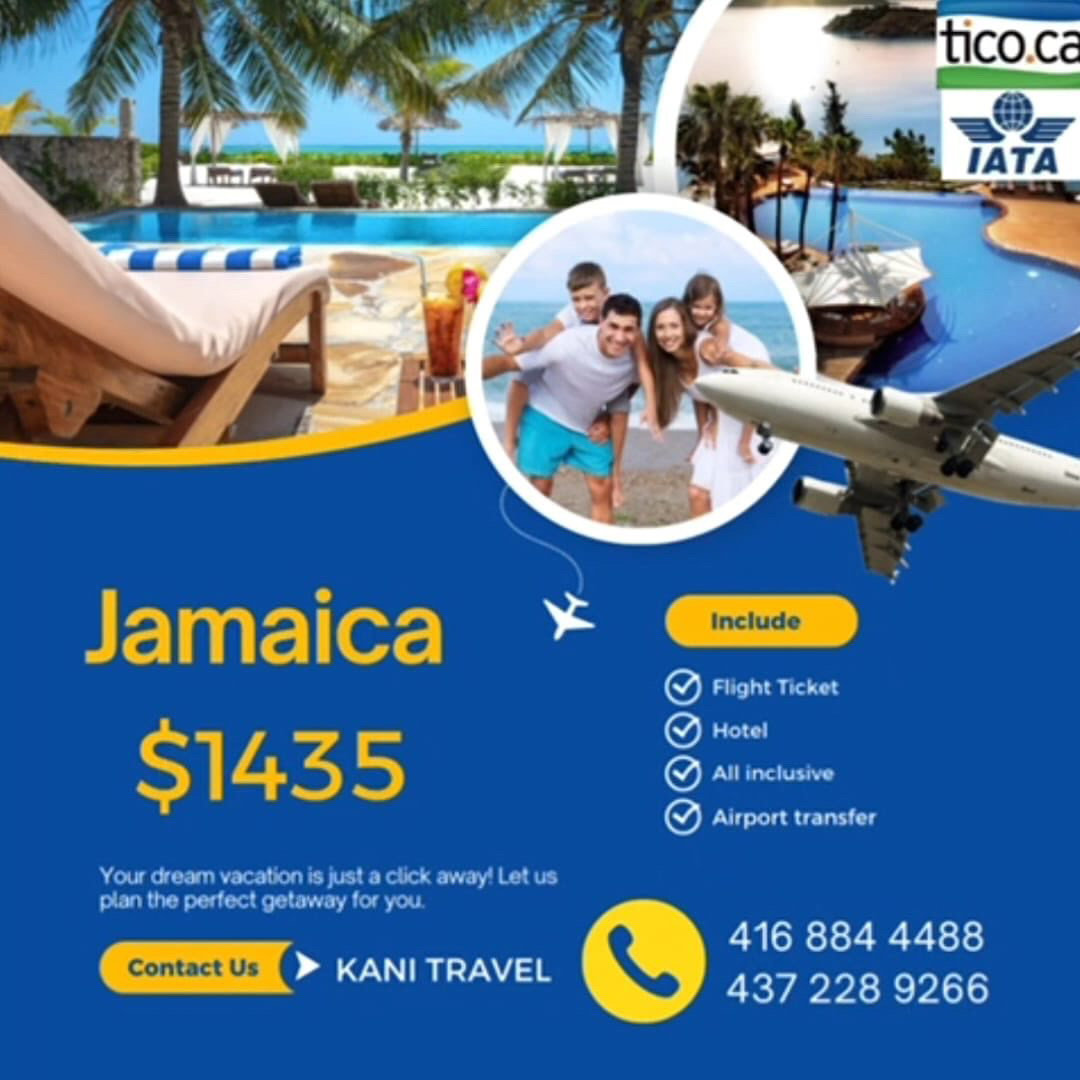 tico.ca
IATA
Jamaica
$1435
Include
Flight Ticket
Hotel
All inclusive
Airport transfer
Your dream vacation is just a click away! Let us
plan the perfect getaway for you.
Contact Us
KANI TRAVEL
416 884 4488
437 228 9266